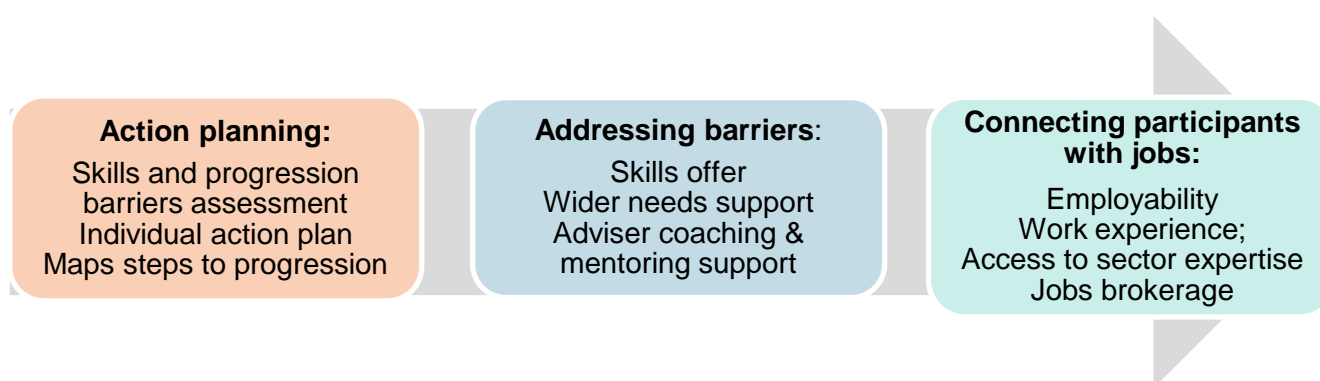 Action planning:
Skills and progression
barriers assessment
Individual action plan
Maps steps to progression
Addressing barriers:
Skills offer
Wider needs support
Adviser coaching &
mentoring support
Connecting participants
with jobs:
Employability
Work experience;
Access to sector expertise
Jobs brokerage